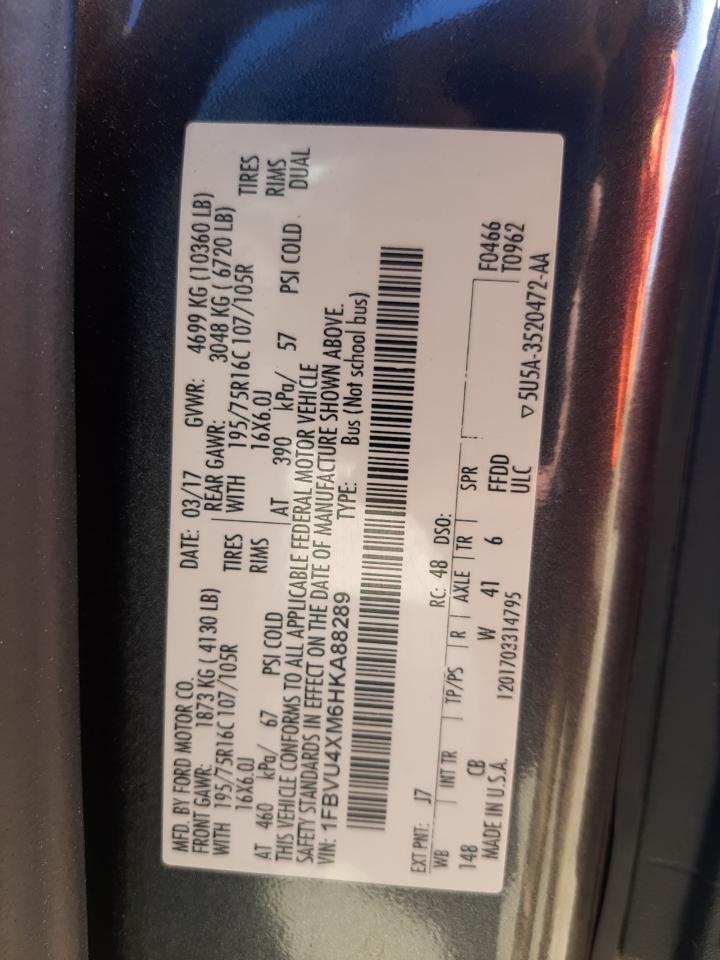 MFD. BY FORD MOTOR CO. DATE: 03/17 GVWR: 4699 KG (10360 LB)
FRONT GAWR: 1873 KG ( 4130 LB) REAR GAWR: 3048 KG ( 6720 LB)
WITH 195/75R16C 107/105R TIRES WITH 195/75R16C 107/105R TIRES
16X6.0J RIMS 16X6.0J RIMS
AT 460 kPa/ 67 PSI COLD AT 390 kPa/ 57 PSI COLD DUAL
THIS VEHICLE CONFORMS TO ALL APPLICABLE FEDERAL MOTOR VEHICLE
SAFETY STANDARDS IN EFFECT ON THE DATE OF MANUFACTURE SHOWN ABOVE.
VIN: 1FBVU4XM6HKA88289 TYPE: Bus (Not school bus)
EXT PNT: J7 RC: 48 DSO: F0466
WB INT TR TP/PS R AXLE TR SPR T0962
148 CB W 41 6 FFDD
MADE IN U.S.A. 1201703314795 ULC ▽5U5A-3520472-AA